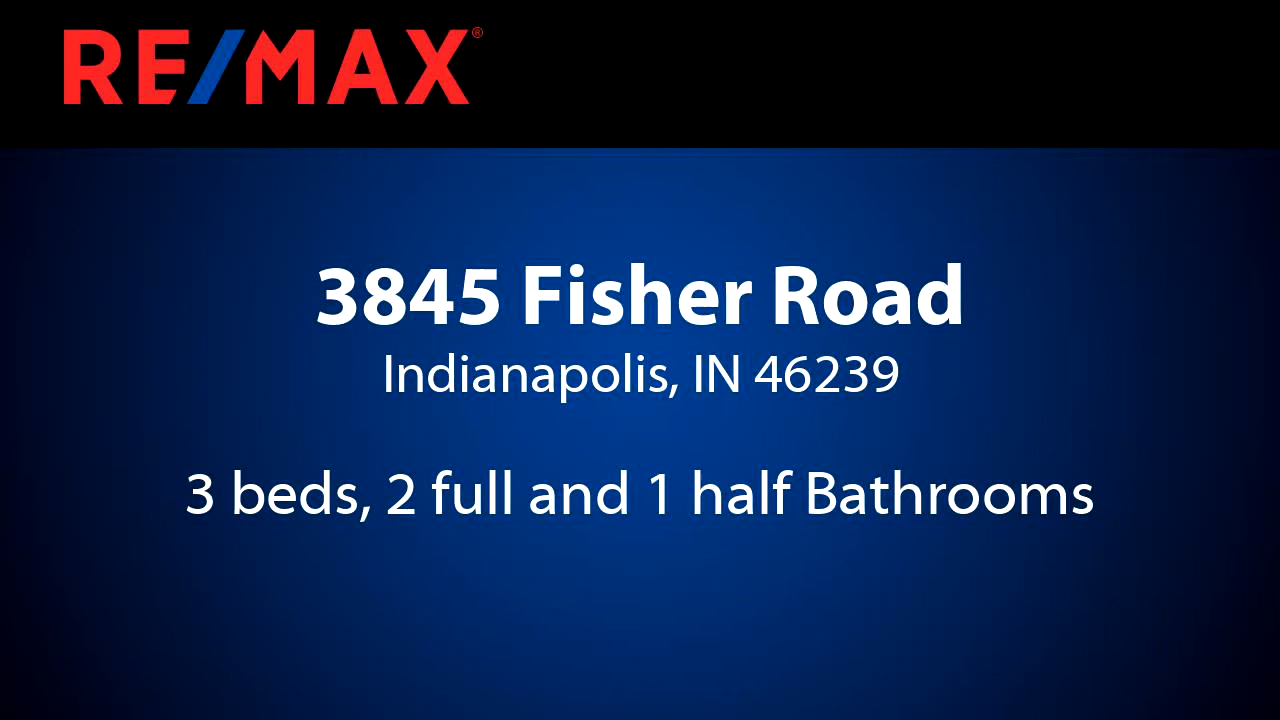 RE/MAX®
3845 Fisher Road
Indianapolis, IN 46239
3 beds, 2 full and 1 half Bathrooms